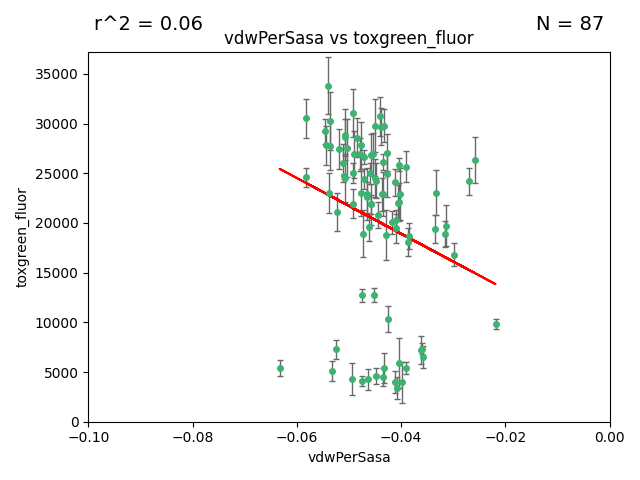 r^2 = 0.06
N = 87
vdwPerSasa vs toxgreen_fluor
35000
30000
25000
20000
15000
10000
5000
0
toxgreen_fluor
−0.10
−0.08
−0.06
−0.04
−0.02
0.00
vdwPerSasa